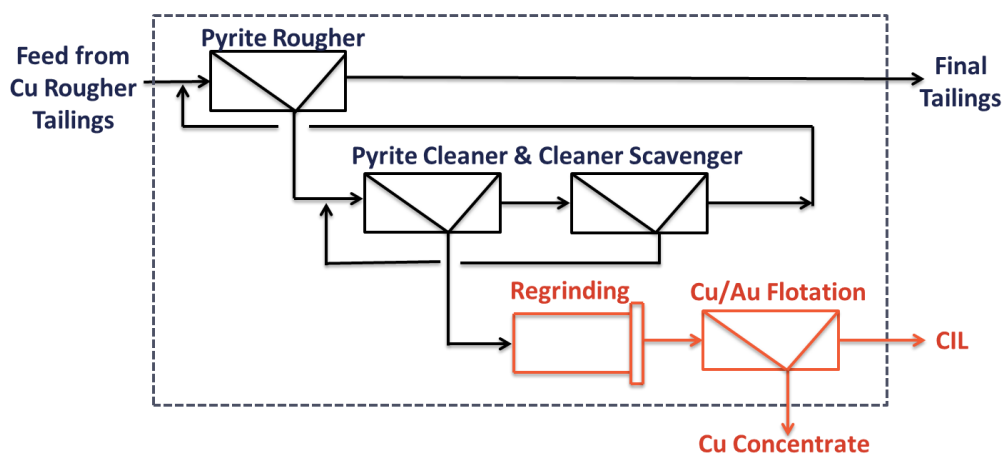 Pyrite Rougher
Feed from
Cu Rougher
Tailings
Final
Tailings
Pyrite Cleaner & Cleaner Scavenger
Regrinding
Cu/Au Flotation
CIL
Cu Concentrate